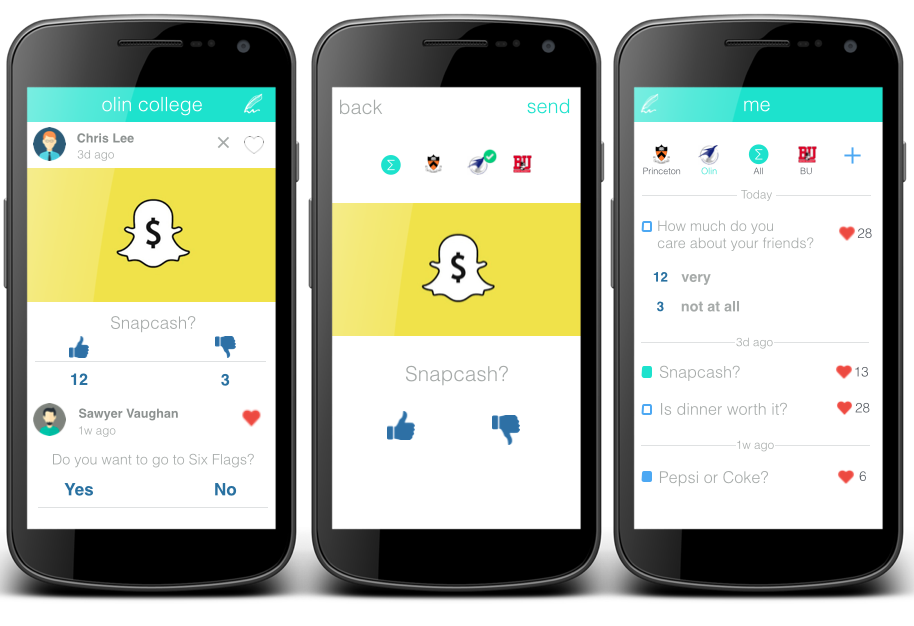 olin college
Chris Lee
3d ago
$
Snapcash?
12
3
Sawyer Vaughan
1w ago
Do you want to go to Six Flags?
Yes
No
back
send
Σ
BU
$
Snapcash?
me
Σ
BU
Princeton
Olin
All
BU
Today
How much do you
care about your friends?
28
12 very
3 not at all
3d ago
Snapcash?
13
Is dinner worth it?
28
1w ago
Pepsi or Coke?
6